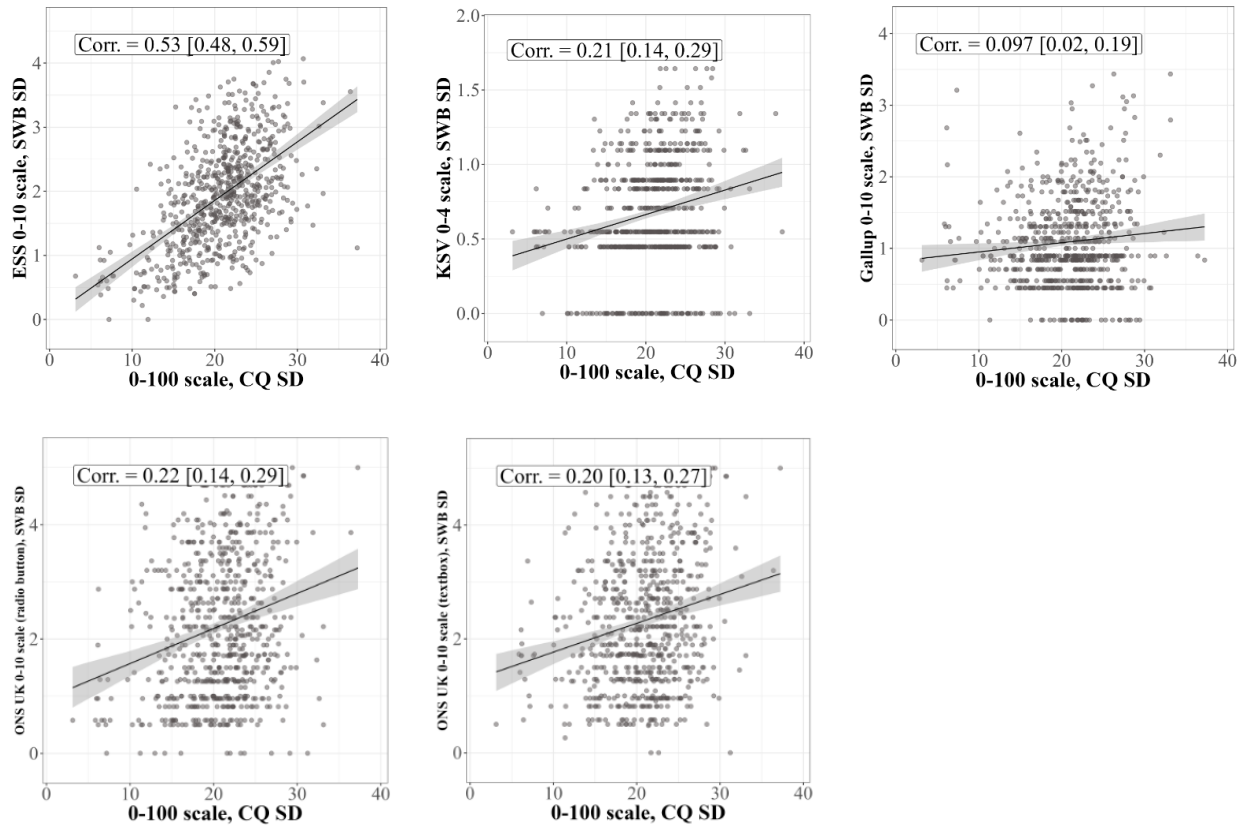 Corr. = 0.53 [0.48, 0.59]
ESS 0-10 scale, SWB SD
4
3
2
1
0
0 10 20 30 40
0-100 scale, CQ SD
Corr. = 0.21 [0.14, 0.29]
KSV 0-4 scale, SWB SD
2.0
1.5
1.0
0.5
0.0
0 10 20 30 40
0-100 scale, CQ SD
Corr. = 0.097 [0.02, 0.19]
Gallup 0-10 scale, SWB SD
4
3
2
1
0
0 10 20 30 40
0-100 scale, CQ SD
Corr. = 0.22 [0.14, 0.29]
ONS UK 0-10 scale (radio button), SWB SD
4
2
0
0 10 20 30 40
0-100 scale, CQ SD
Corr. = 0.20 [0.13, 0.27]
ONS UK 0-10 scale (textbox), SWB SD
4
2
0
0 10 20 30 40
0-100 scale, CQ SD